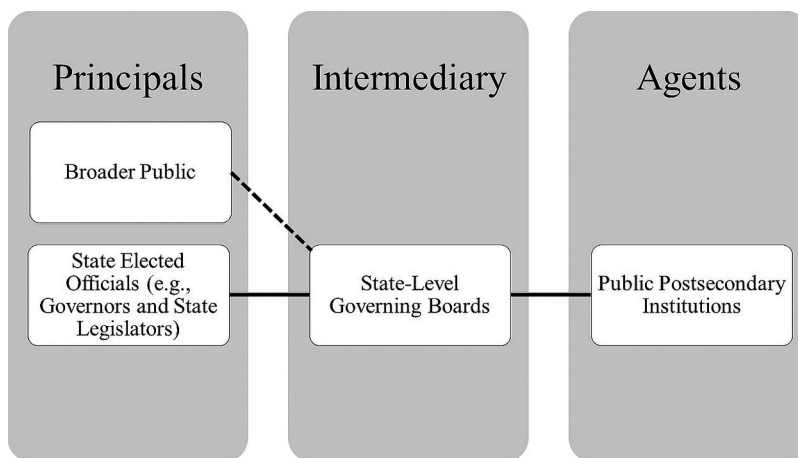 Principals
Broader Public
State Elected
Officials (e.g.,
Governors and State
Legislators)
Intermediary
State-Level
Governing Boards
Agents
Public Postsecondary
Institutions